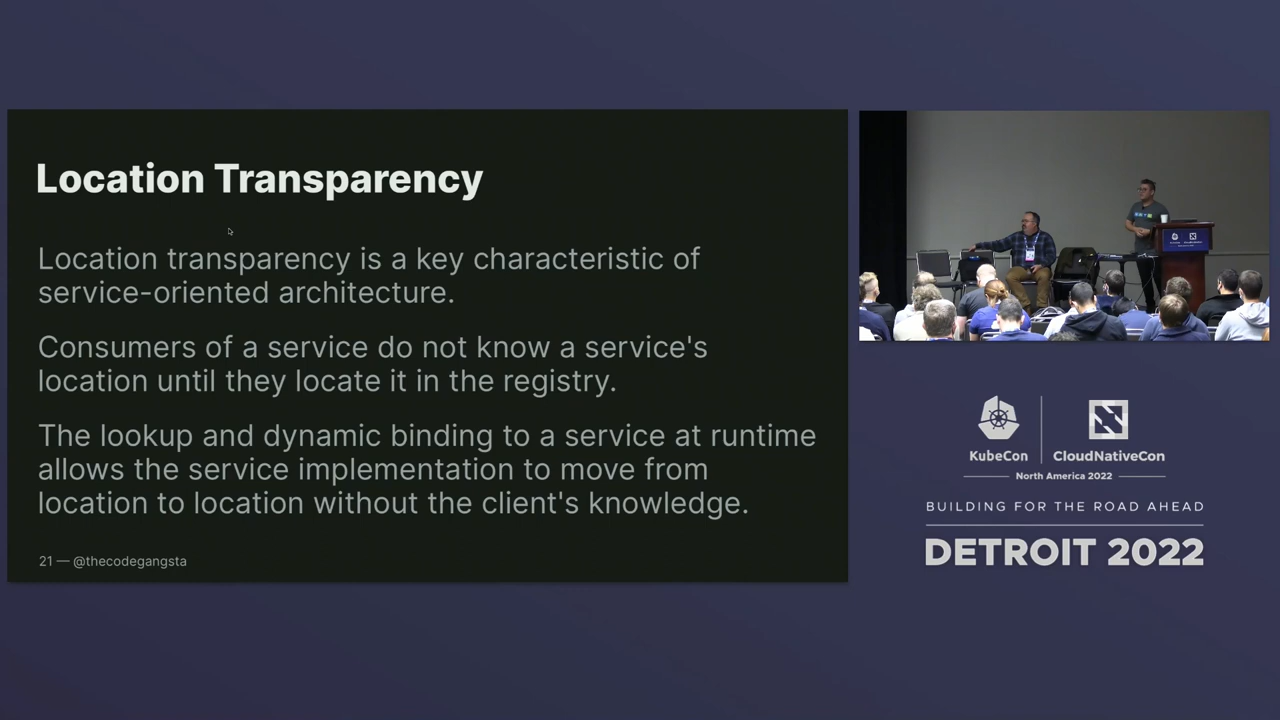 Location Transparency
Location transparency is a key characteristic of
service-oriented architecture.
Consumers of a service do not know a service's
location until they locate it in the registry.
The lookup and dynamic binding to a service at runtime
allows the service implementation to move from
location to location without the client's knowledge.
21 — @thecodegangsta
KubeCon
CloudNativeCon
North America 2022
BUILDING FOR THE ROAD AHEAD
DETROIT 2022